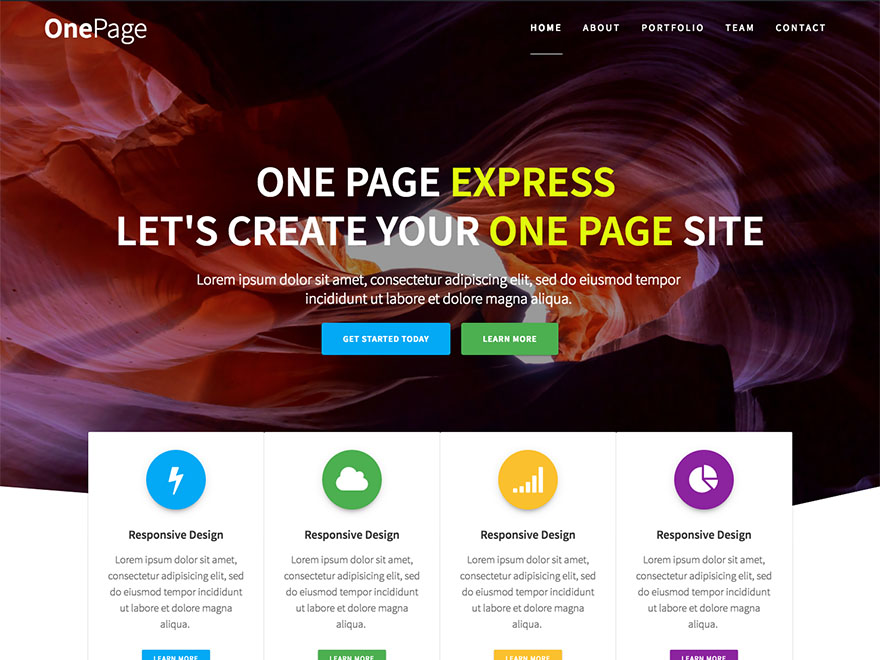 OnePage
HOME ABOUT PORTFOLIO TEAM CONTACT
ONE PAGE EXPRESS
LET'S CREATE YOUR ONE PAGE SITE
Lorem ipsum dolor sit amet, consectetur adipiscing elit, sed do eiusmod tempor
incididunt ut labore et dolore magna aliqua.
GET STARTED TODAY
LEARN MORE
Responsive Design
Lorem ipsum dolor sit amet,
consectetur adipisicing elit, sed
do eiusmod tempor incididunt
ut labore et dolore magna
aliqua.
LEARN MORE
Responsive Design
Lorem ipsum dolor sit amet,
consectetur adipisicing elit, sed
do eiusmod tempor incididunt
ut labore et dolore magna
aliqua.
LEARN MORE
Responsive Design
Lorem ipsum dolor sit amet,
consectetur adipisicing elit, sed
do eiusmod tempor incididunt
ut labore et dolore magna
aliqua.
LEARN MORE
Responsive Design
Lorem ipsum dolor sit amet,
consectetur adipisicing elit, sed
do eiusmod tempor incididunt
ut labore et dolore magna
aliqua.
LEARN MORE